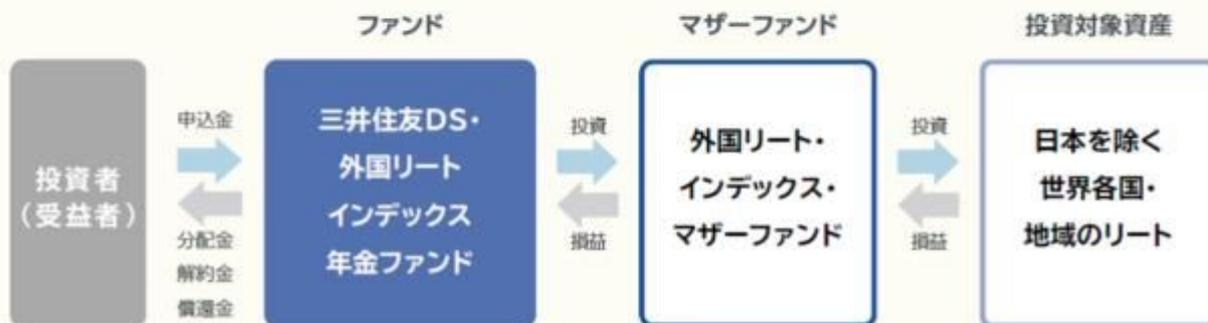 ファンド
マザーファンド
投資対象資産
投資者
（受益者）
申込金
分配金
解約金
償還金
三井住友DS・
外国リート
インデックス
年金ファンド
投資
損益
外国リート・
インデックス・
マザーファンド
投資
損益
日本を除く
世界各国・
地域のリート